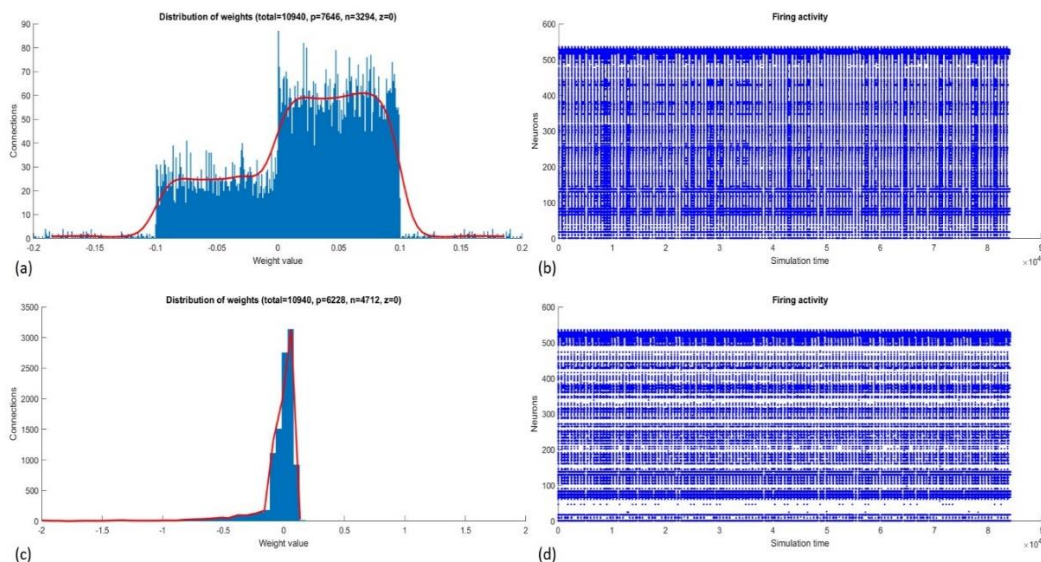 Distribution of weights (total=10940, p=7646, n=3294, z=0)
90
80
70
60
50
40
30
20
10
0
Connections
-0.2 -0.15 -0.1 -0.05 0 0.05 0.1 0.15 0.2
Weight value
(a)
Firing activity
600
500
400
300
200
100
0
Neurons
0 1 2 3 4 5 6 7 8 9
×10⁴
Simulation time
(b)
Distribution of weights (total=10940, p=6228, n=4712, z=0)
3500
3000
2500
2000
1500
1000
500
0
Connections
-2 -1.5 -1 -0.5 0 0.5 1 1.5 2
Weight value
(c)
Firing activity
600
500
400
300
200
100
0
Neurons
0 1 2 3 4 5 6 7 8 9
×10⁴
Simulation time
(d)